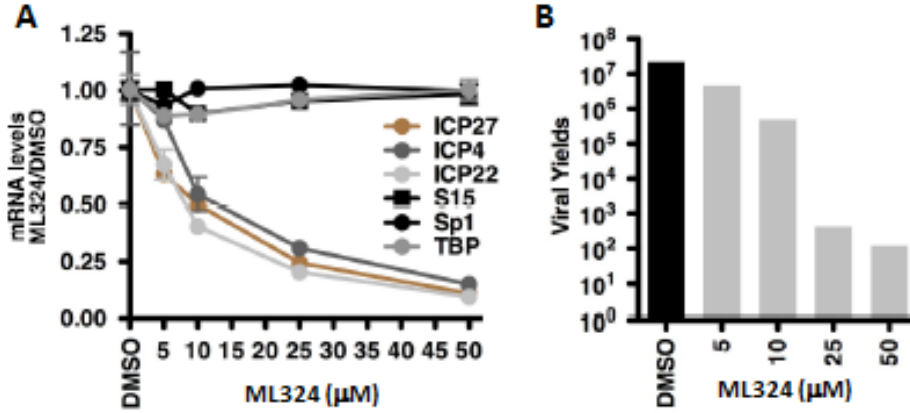 A
mRNA levels
ML324/DMSO
1.25
1.00
0.75
0.50
0.25
0.00
ICP27
ICP4
ICP22
S15
Sp1
TBP
DMSO
5
10
15
20
25
30
35
40
45
50
ML324 (μM)
B
Viral Yields
10^8
10^7
10^6
10^5
10^4
10^3
10^2
10^1
10^0
DMSO
5
10
25
50
ML324 (μM)